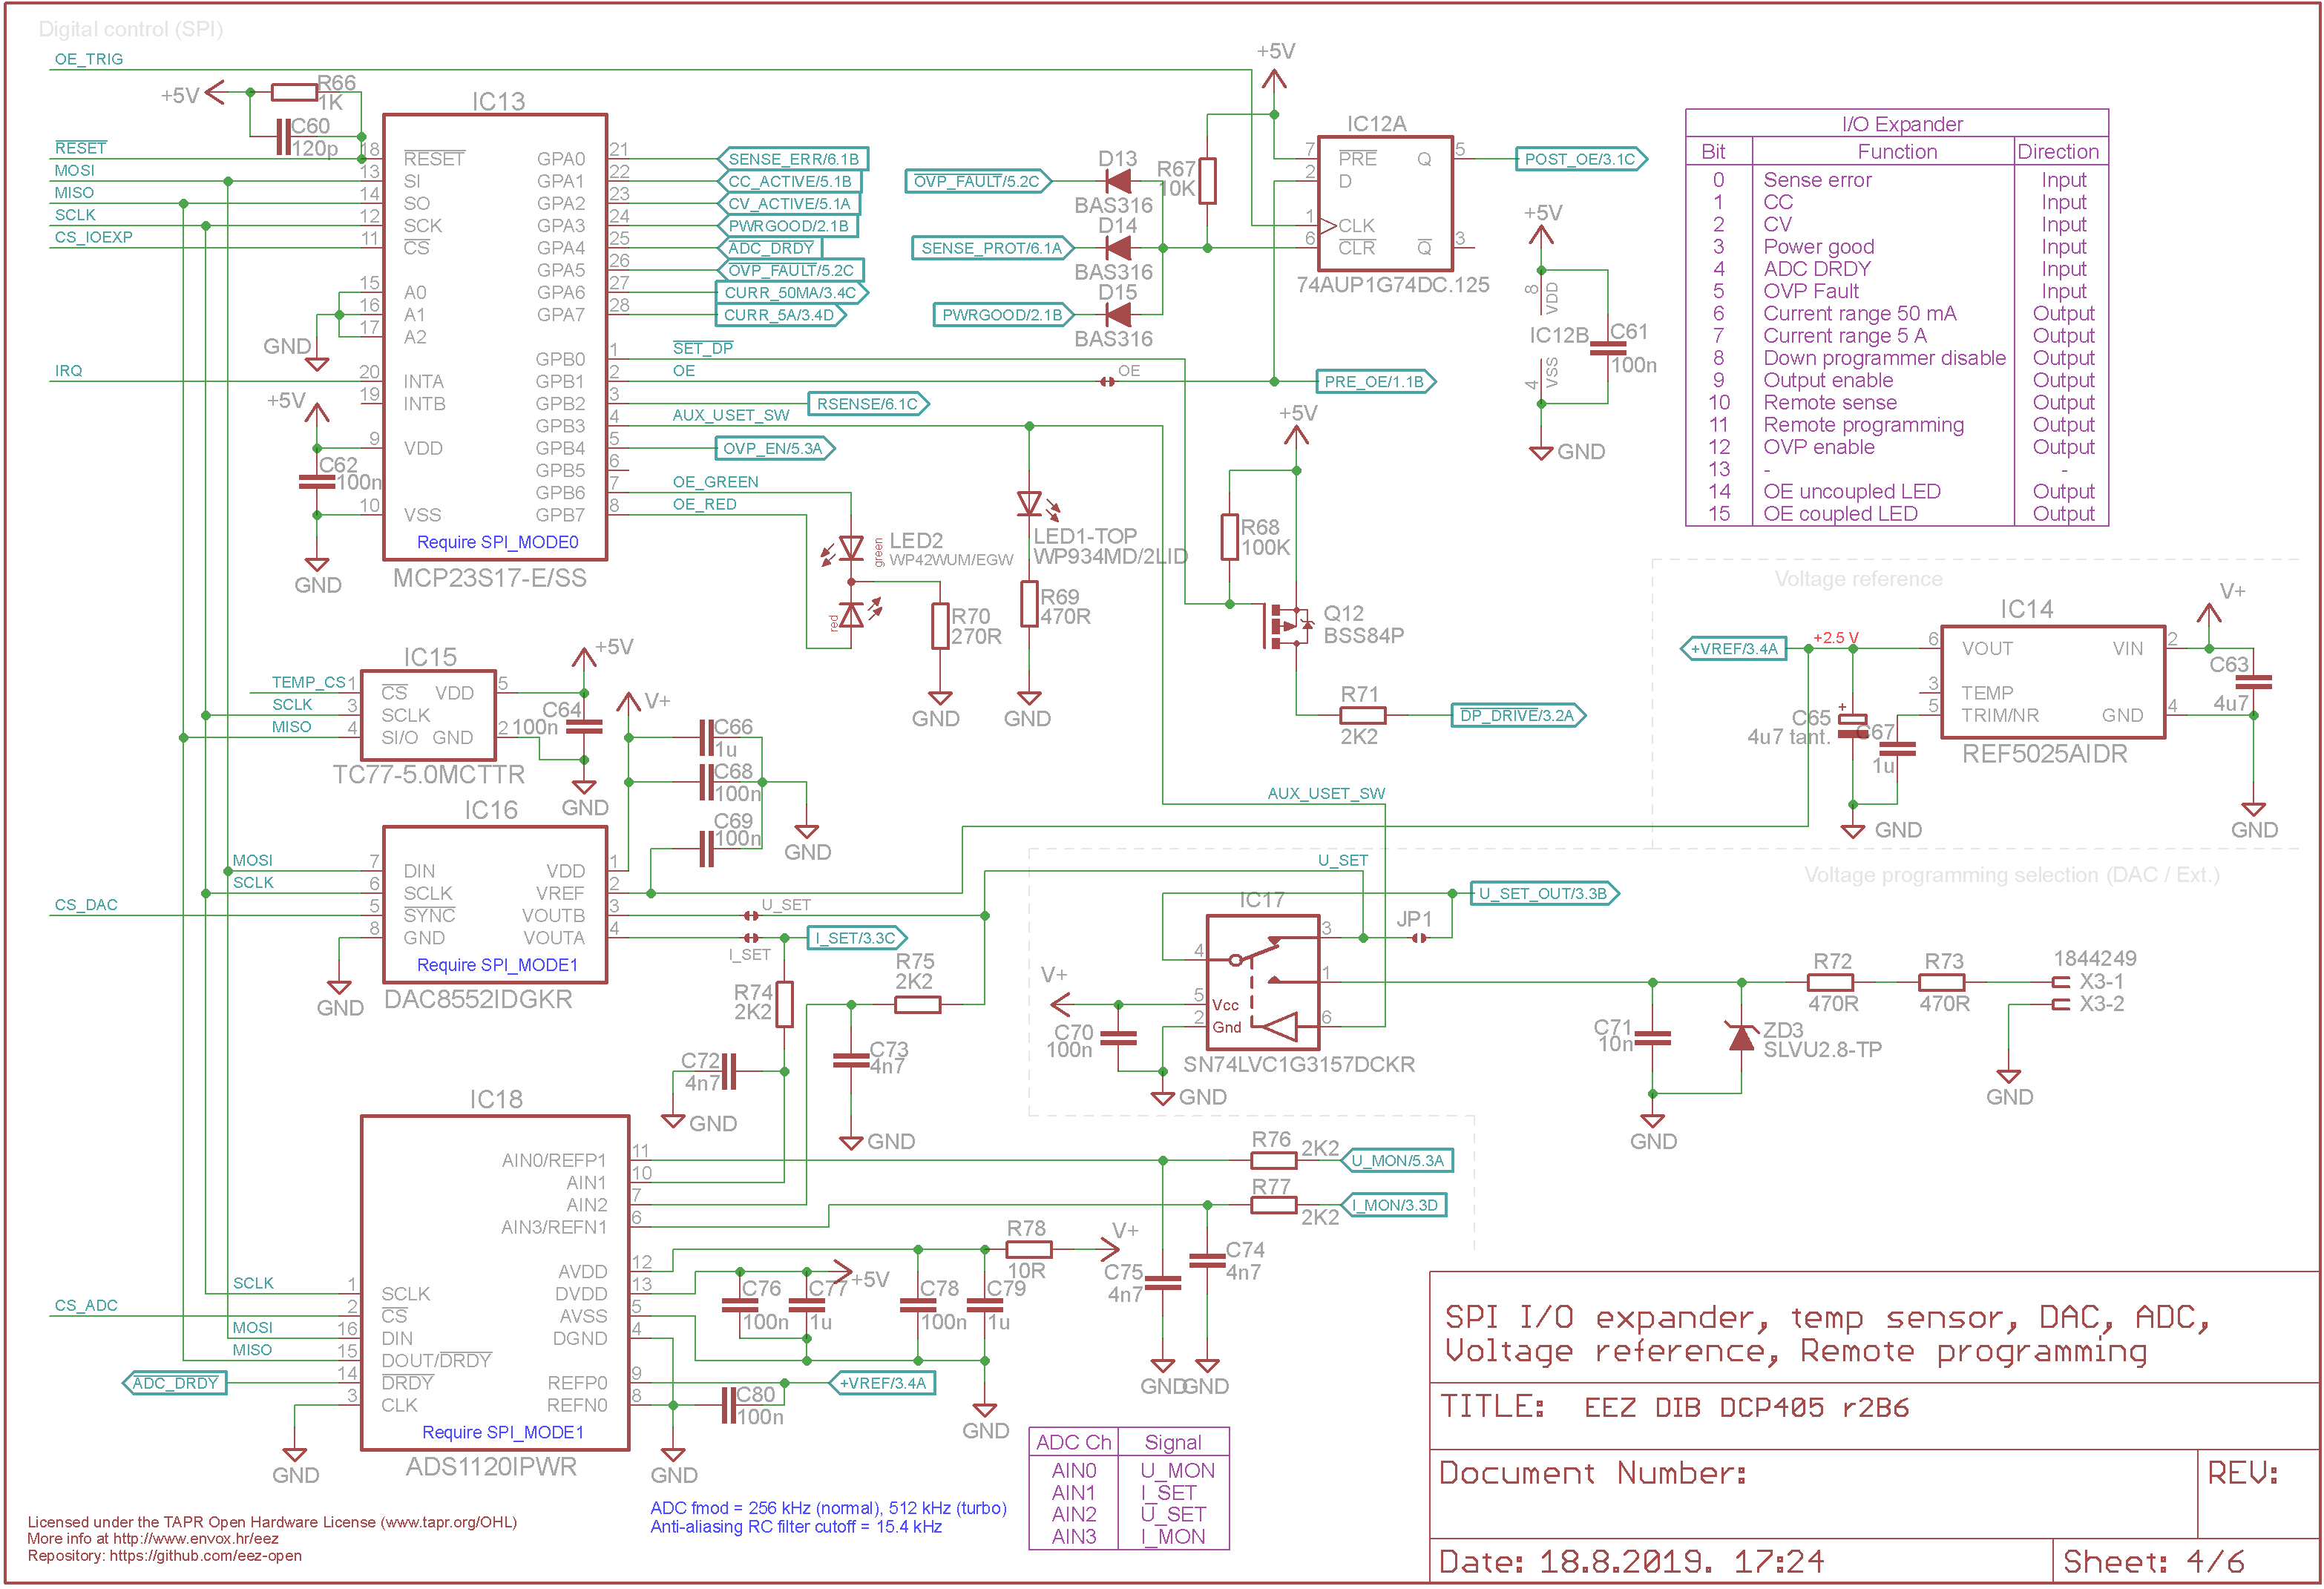 Digital control (SPI)
OE_TRIG
+5V
R66
1K
C60
120p
RESET
MOSI
MISO
SCLK
CS_IOEXP
IRQ
IC13
18 RESET
13 SI
14 SO
12 SCK
11 CS
15 A0
16 A1
17 A2
20 INTA
19 INTB
9 VDD
10 VSS
GPA0 21
GPA1 22
GPA2 23
GPA3 24
GPA4 25
GPA5 26
GPA6 27
GPA7 28
GPB0 1
GPB1 2
GPB2 3
GPB3 4
GPB4 5
GPB5 6
GPB6 7
GPB7 8
Require SPI_MODE0
MCP23S17-E/SS
GND
+5V
C62
100n
GND
SENSE_ERR/6.1B
CC_ACTIVE/5.1B
CV_ACTIVE/5.1A
PWRGOOD/2.1B
ADC_DRDY
OVP_FAULT/5.2C
CURR_50MA/3.4C
CURR_5A/3.4D
SET_DP
OE
RSENSE/6.1C
AUX_USET_SW
OVP_EN/5.3A
OE_GREEN
OE_RED
OVP_FAULT/5.2C
SENSE_PROT/6.1A
PWRGOOD/2.1B
D13
BAS316
D14
BAS316
D15
BAS316
R67
10K
+5V
IC12A
7 PRE
2 D
1 CLK
6 CLR
Q 5
Q 3
74AUP1G74DC.125
POST_OE/3.1C
OE
PRE_OE/1.1B
+5V
8 VDD
IC12B
4 VSS
C61
100n
GND
I/O Expander
Bit Function Direction
0 Sense error Input
1 CC Input
2 CV Input
3 Power good Input
4 ADC DRDY Input
5 OVP Fault Input
6 Current range 50 mA Output
7 Current range 5 A Output
8 Down programmer disable Output
9 Output enable Output
10 Remote sense Output
11 Remote programming Output
12 OVP enable Output
13 - -
14 OE uncoupled LED Output
15 OE coupled LED Output
green
red
LED2
WP42WUM/EGW
R70
270R
GND
LED1-TOP
WP934MD/2LID
R69
470R
GND
+5V
R68
100K
Q12
BSS84P
R71
2K2
DP_DRIVE/3.2A
Voltage reference
+VREF/3.4A
+2.5 V
IC14
6 VOUT
3 TEMP
5 TRIM/NR
VIN 2
GND 4
REF5025AIDR
V+
C63
4u7
GND
+
C65
4u7 tant.
C67
1u
GND
IC15
TEMP_CS 1 CS
SCLK 3 SCLK
MISO 4 SI/O
VDD 5
GND 2
TC77-5.0MCTTR
+5V
C64
100n
GND
V+
C66
1u
C68
100n
C69
100n
GND
IC16
MOSI 7 DIN
SCLK 6 SCLK
CS_DAC 5 SYNC
8 GND
VDD 1
VREF 2
VOUTB 3
VOUTA 4
Require SPI_MODE1
DAC8552IDGKR
GND
U_SET
I_SET
I_SET/3.3C
R74
2K2
R75
2K2
C72
4n7
GND
C73
4n7
GND
AUX_USET_SW
U_SET
Voltage programming selection (DAC / Ext.)
U_SET_OUT/3.3B
IC17
4
3
1
6
5 Vcc
2 Gnd
SN74LVC1G3157DCKR
JP1
V+
C70
100n
GND
C71
10n
GND
ZD3
SLVU2.8-TP
R72
470R
R73
470R
1844249
X3-1
X3-2
GND
IC18
AIN0/REFP1 11
AIN1 10
AIN2 7
AIN3/REFN1 6
AVDD 12
DVDD 13
AVSS 5
DGND 4
REFP0 9
REFN0 8
SCLK 1 SCLK
CS_ADC 2 CS
MOSI 16 DIN
MISO 15 DOUT/DRDY
ADC_DRDY 14 DRDY
3 CLK
Require SPI_MODE1
ADS1120IPWR
GND
GND
R76
2K2
U_MON/5.3A
R77
2K2
I_MON/3.3D
R78
10R
V+
C75
4n7
C74
4n7
GND
GND
+5V
C76
100n
C77
1u
C78
100n
C79
1u
GND
C80
100n
+VREF/3.4A
ADC Ch Signal
AIN0 U_MON
AIN1 I_SET
AIN2 U_SET
AIN3 I_MON
ADC fmod = 256 kHz (normal), 512 kHz (turbo)
Anti-aliasing RC filter cutoff = 15.4 kHz
Licensed under the TAPR Open Hardware License (www.tapr.org/OHL)
More info at http://www.envox.hr/eez
Repository: https://github.com/eez-open
SPI I/O expander, temp sensor, DAC, ADC,
Voltage reference, Remote programming
TITLE: EEZ DIB DCP405 r2B6
Document Number:
REV:
Date: 18.8.2019. 17:24
Sheet: 4/6